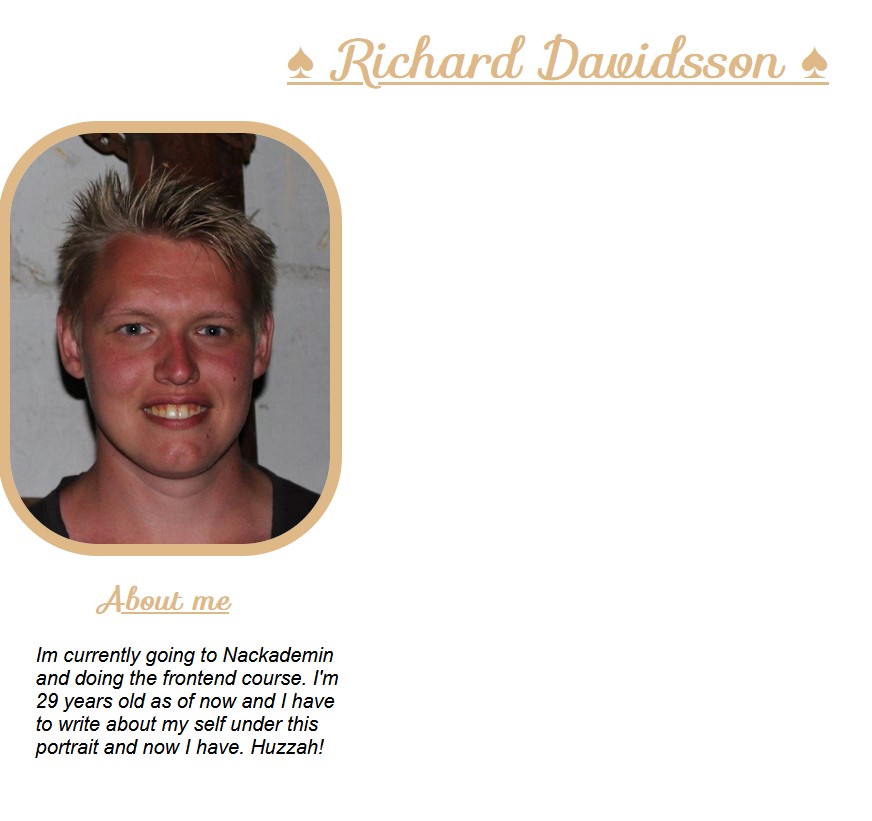 ♠ Richard Davidsson ♠
About me
Im currently going to Nackademin
and doing the frontend course. I'm
29 years old as of now and I have
to write about my self under this
portrait and now I have. Huzzah!